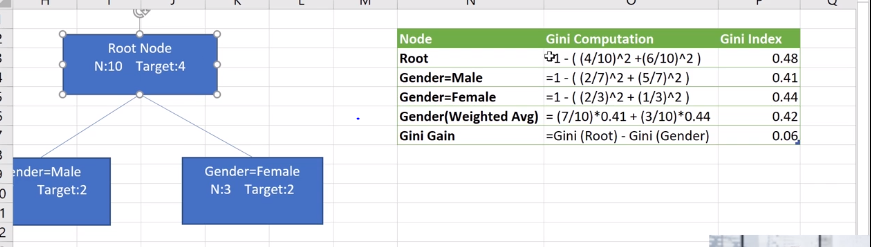 H I J K L M N O P Q
2
Root Node
N:10 Target:4
Node Gini Computation Gini Index
Root =1 - ( (4/10)^2 +(6/10)^2 ) 0.48
Gender=Male =1 - ( (2/7)^2 + (5/7)^2 ) 0.41
Gender=Female =1 - ( (2/3)^2 + (1/3)^2 ) 0.44
Gender(Weighted Avg) = (7/10)*0.41 + (3/10)*0.44 0.42
Gini Gain =Gini (Root) - Gini (Gender) 0.06
ender=Male
Target:2
Gender=Female
N:3 Target:2